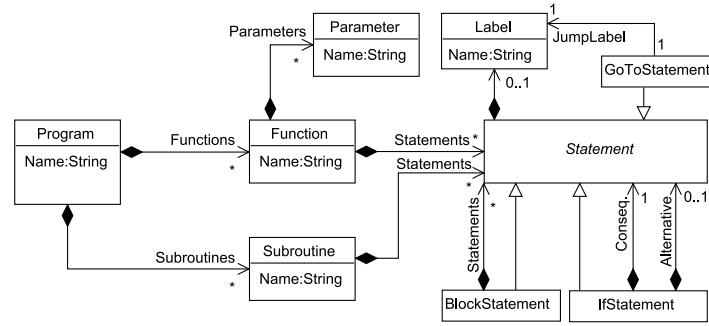 Parameters
*
Parameter
Name:String
Label
Name:String
1
JumpLabel
1
GoToStatement
0..1
Program
Name:String
Functions
*
Function
Name:String
Statements
*
Statements
*
Statement
Subroutines
*
Subroutine
Name:String
Statements
*
Conseq.
1
Alternative
0..1
BlockStatement
IfStatement